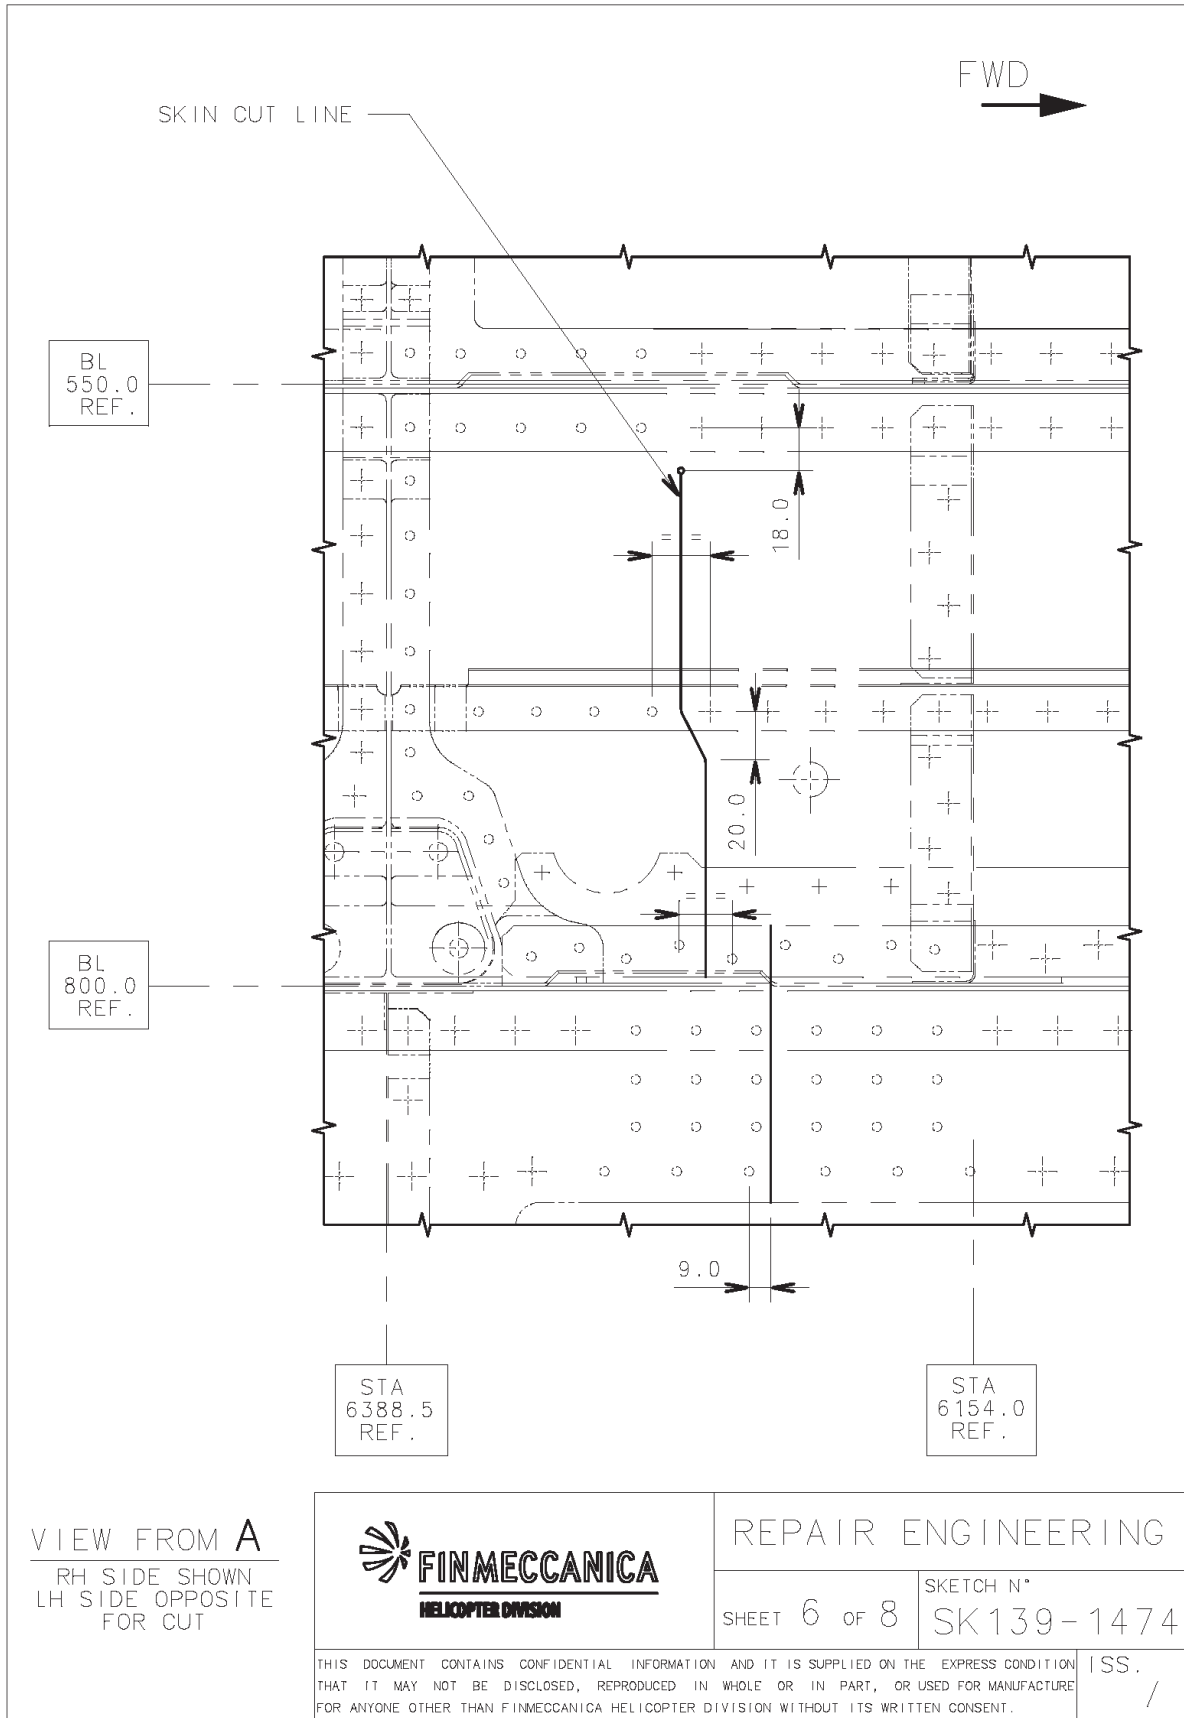 FWD
SKIN CUT LINE
BL
550.0
REF.
18.0
= =
20.0
= =
BL
800.0
REF.
9.0
STA
6388.5
REF.
STA
6154.0
REF.
VIEW FROM A
RH SIDE SHOWN
LH SIDE OPPOSITE
FOR CUT
FINMECCANICA
HELICOPTER DIVISION
REPAIR ENGINEERING
SHEET 6 OF 8
SKETCH N°
SK139-1474
THIS DOCUMENT CONTAINS CONFIDENTIAL INFORMATION AND IT IS SUPPLIED ON THE EXPRESS CONDITION
THAT IT MAY NOT BE DISCLOSED, REPRODUCED IN WHOLE OR IN PART, OR USED FOR MANUFACTURE
FOR ANYONE OTHER THAN FINMECCANICA HELICOPTER DIVISION WITHOUT ITS WRITTEN CONSENT.
ISS.
/